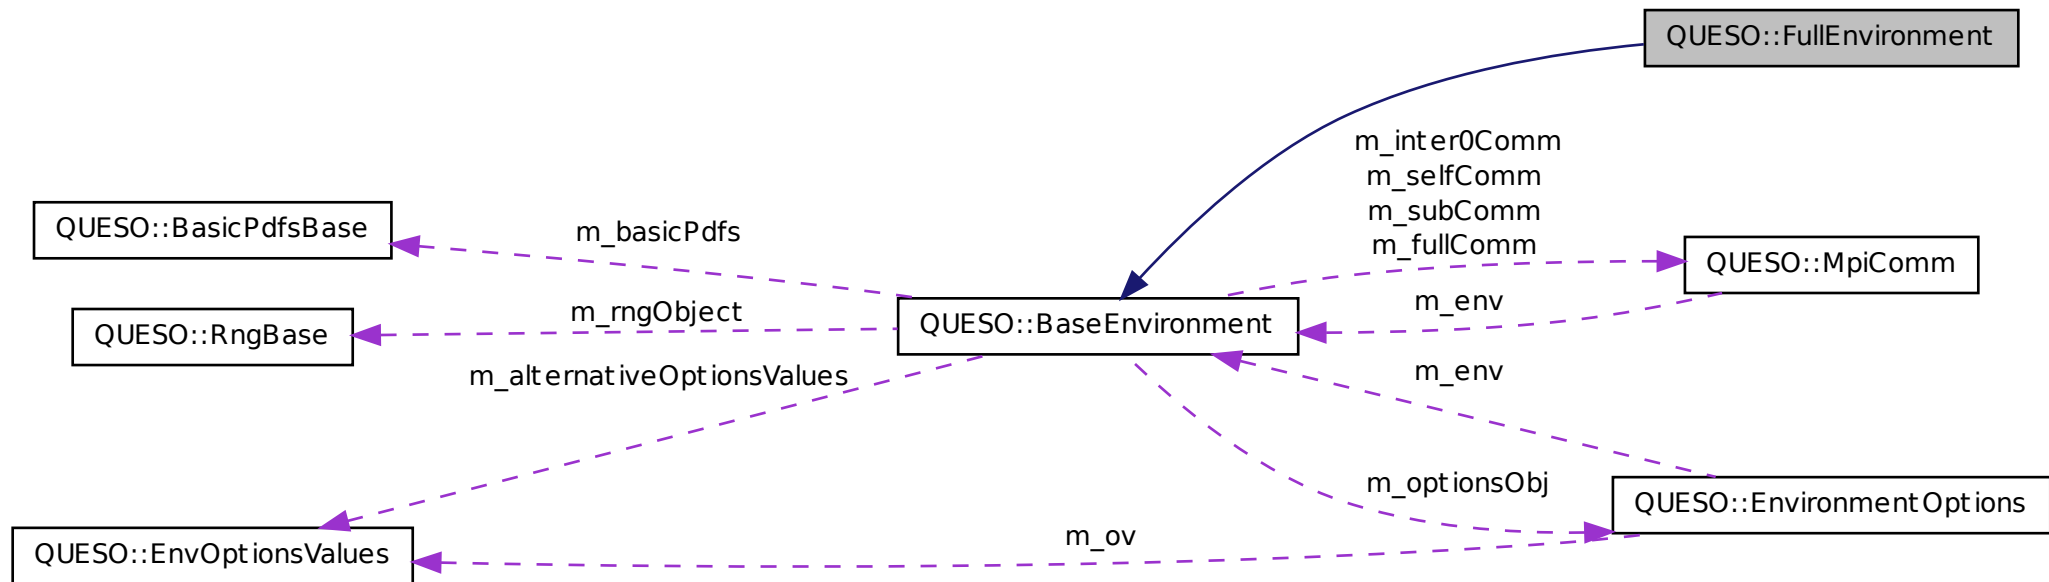 QUESO::FullEnvironment
m_inter0Comm
m_selfComm
m_subComm
m_fullComm
QUESO::BasicPdfsBase
m_basicPdfs
QUESO::MpiComm
m_env
m_rngObject
QUESO::RngBase
QUESO::BaseEnvironment
m_alternativeOptionsValues
m_env
m_optionsObj
QUESO::EnvironmentOptions
m_ov
QUESO::EnvOptionsValues